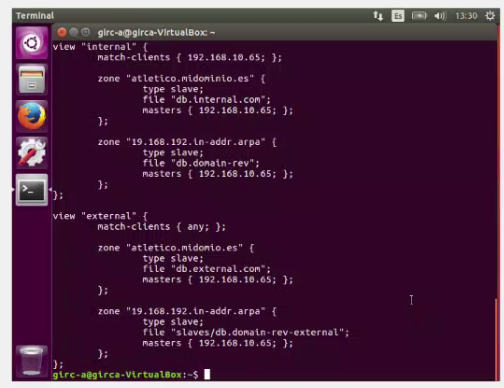 Terminal
Es
13:30
girc-a@girca-VirtualBox: ~
view "internal" {
match-clients { 192.168.10.65; };
zone "atletico.midominio.es" {
type slave;
file "db.internal.com";
masters { 192.168.10.65; };
};
zone "19.168.192.in-addr.arpa" {
type slave;
file "db.domain-rev";
masters { 192.168.10.65; };
};
};
view "external" {
match-clients { any; };
zone "atletico.midomio.es" {
type slave;
file "db.external.com";
masters { 192.168.10.65; };
};
zone "19.168.192.in-addr.arpa" {
type slave;
file "slaves/db.domain-rev-external";
masters { 192.168.10.65; };
};
};
girc-a@girca-VirtualBox:~$